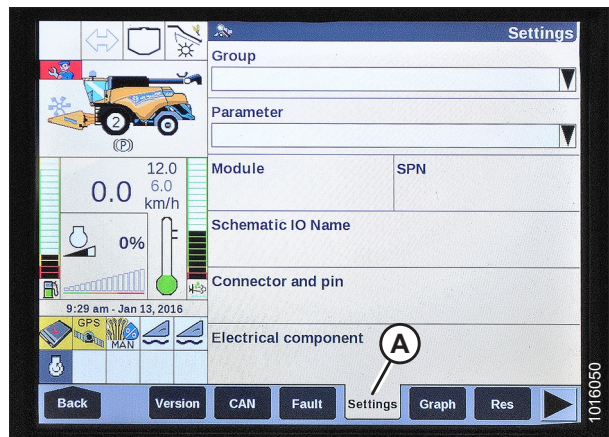 Settings
Group
Parameter
2
(P)
12.0
0.0
6.0
km/h
Module
SPN
Schematic IO Name
0%
Connector and pin
9:29 am - Jan 13, 2016
GPS
MAN
%
Electrical component
A
Back
Version
CAN
Fault
Settings
Graph
Res
1016050